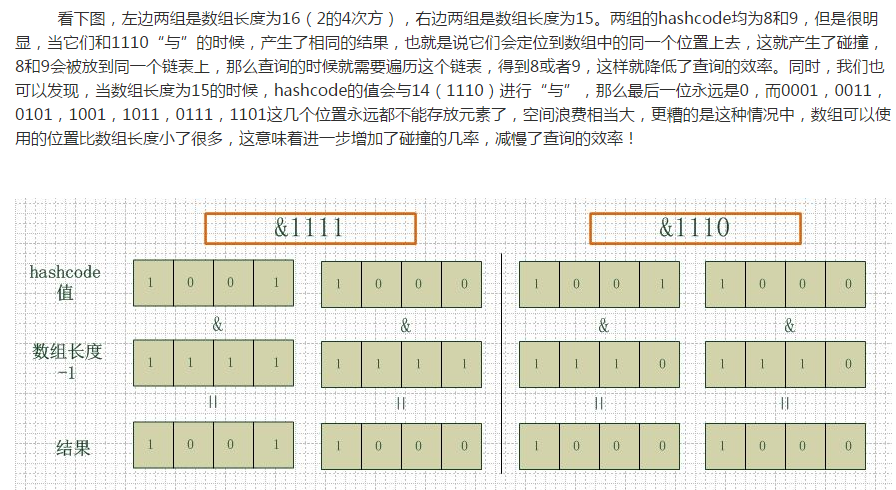 看下图，左边两组是数组长度为16（2的4次方），右边两组是数组长度为15。两组的hashcode均为8和9，但是很明
显，当它们和1110“与”的时候，产生了相同的结果，也就是说它们会定位到数组中的同一个位置上去，这就产生了碰撞，
8和9会被放到同一个链表上，那么查询的时候就需要遍历这个链表，得到8或者9，这样就降低了查询的效率。同时，我们也
可以发现，当数组长度为15的时候，hashcode的值会与14（1110）进行“与”，那么最后一位永远是0，而0001，0011，
0101，1001，1011，0111，1101这几个位置永远都不能存放元素了，空间浪费相当大，更糟的是这种情况中，数组可以使
用的位置比数组长度小了很多，这意味着进一步增加了碰撞的几率，减慢了查询的效率！
&1111 &1110
hashcode
值
1 0 0 1 1 0 0 0 1 0 0 1 1 0 0 0
& & & &
数组长度
-1
1 1 1 1 1 1 1 1 1 1 1 0 1 1 1 0
= = = =
结果
1 0 0 1 1 0 0 0 1 0 0 0 1 0 0 0